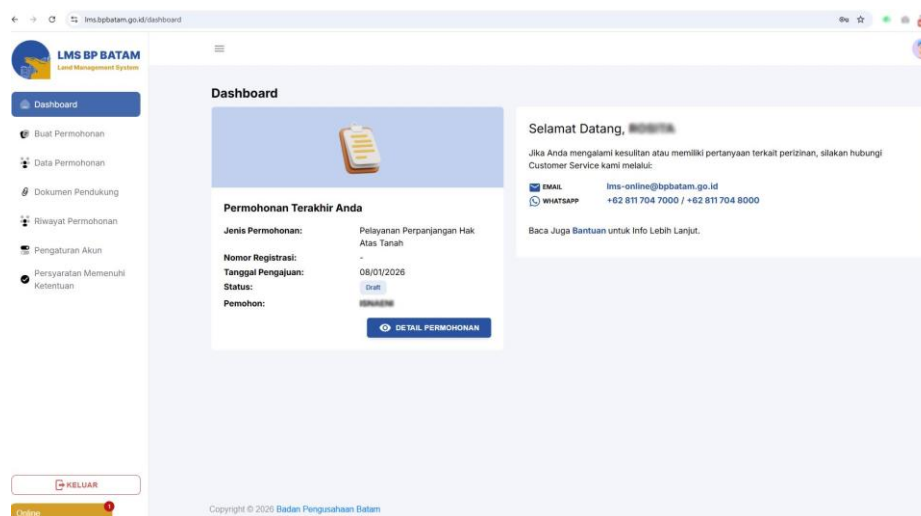 lms.bpbatam.go.id/dashboard
LMS BP BATAM
Land Management System
Dashboard
Buat Permohonan
Data Permohonan
Dokumen Pendukung
Riwayat Permohonan
Pengaturan Akun
Persyaratan Memenuhi
Ketentuan
KELUAR
Online
1
Dashboard
Permohonan Terakhir Anda
Jenis Permohonan: Pelayanan Perpanjangan Hak
Atas Tanah
Nomor Registrasi: -
Tanggal Pengajuan: 08/01/2026
Status: Draft
Pemohon:
DETAIL PERMOHONAN
Selamat Datang,
Jika Anda mengalami kesulitan atau memiliki pertanyaan terkait perizinan, silakan hubungi
Customer Service kami melalui:
EMAIL lms-online@bpbatam.go.id
WHATSAPP +62 811 704 7000 / +62 811 704 8000
Baca Juga Bantuan untuk Info Lebih Lanjut.
Copyright © 2026 Badan Pengusahaan Batam